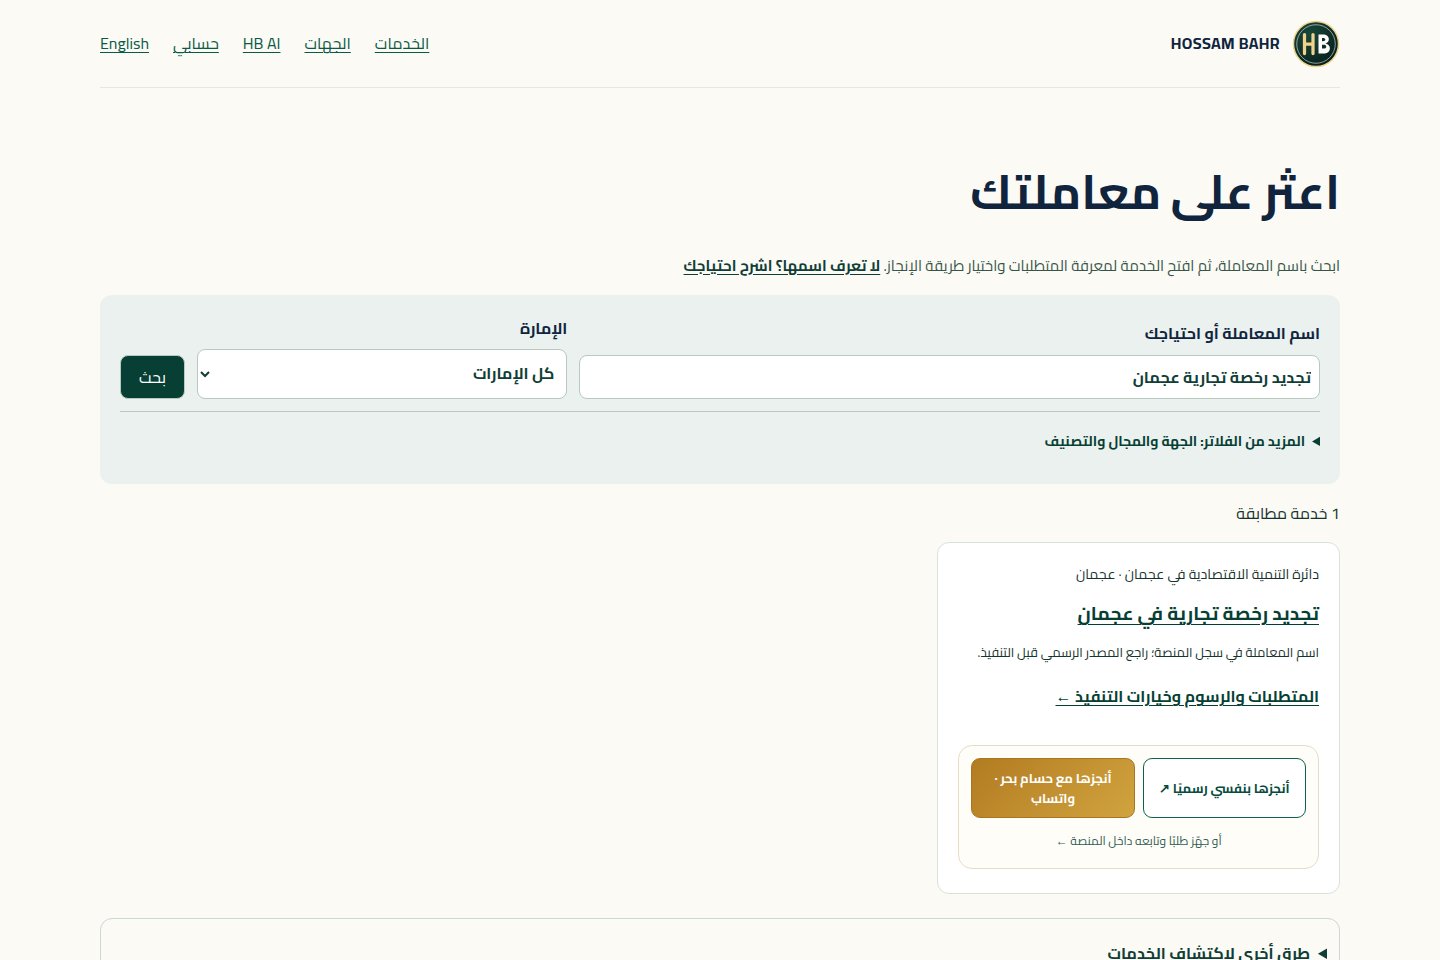 HB HOSSAM BAHR
الخدمات الجهات HB AI حسابي English
اعثر على معاملتك
ابحث باسم المعاملة، ثم افتح الخدمة لمعرفة المتطلبات واختيار طريقة الإنجاز. لا تعرف اسمها؟ اشرح احتياجك
اسم المعاملة أو احتياجك
تجديد رخصة تجارية عجمان
الإمارة
كل الإمارات
بحث
المزيد من الفلاتر: الجهة والمجال والتصنيف
1 خدمة مطابقة
دائرة التنمية الاقتصادية في عجمان · عجمان
تجديد رخصة تجارية في عجمان
اسم المعاملة في سجل المنصة؛ راجع المصدر الرسمي قبل التنفيذ.
المتطلبات والرسوم وخيارات التنفيذ ←
أنجزها بنفسي رسميًا ↗
أنجزها مع حسام بحر ·
واتساب
أو جهّز طلبًا وتابعه داخل المنصة ←
طرق أخرى لاكتشاف الخدمات